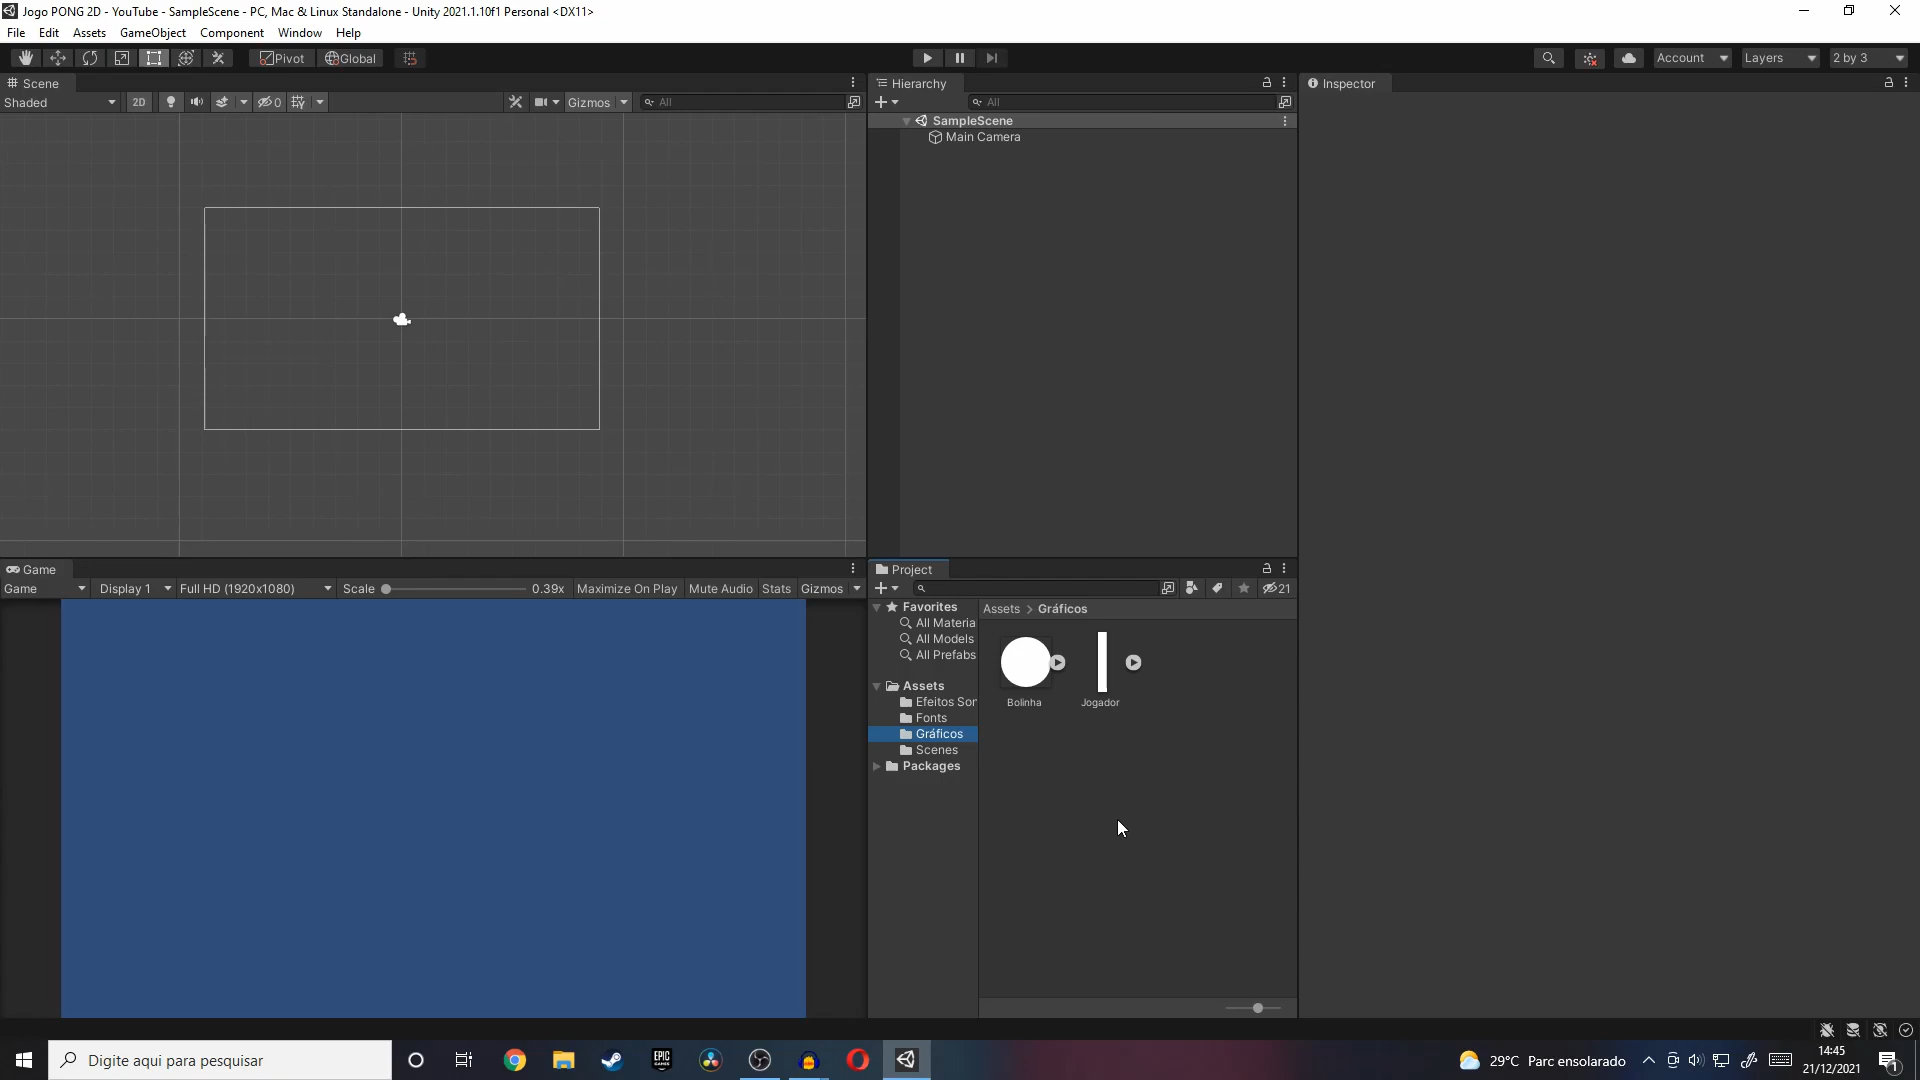 Jogo PONG 2D - YouTube - SampleScene - PC, Mac & Linux Standalone - Unity 2021.1.10f1 Personal <DX11>
File Edit Assets GameObject Component Window Help
Pivot Global Account Layers 2 by 3
Scene
Shaded 2D 0 Gizmos All
Hierarchy
All
SampleScene
Main Camera
Inspector
Game
Game Display 1 Full HD (1920x1080) Scale 0.39x Maximize On Play Mute Audio Stats Gizmos
Project
21
Favorites
All Materia
All Models
All Prefabs
Assets
Efeitos Sor
Fonts
Gráficos
Scenes
Packages
Assets > Gráficos
Bolinha
Jogador
Digite aqui para pesquisar
EPIC GAMES
29°C Parc ensolarado
14:45
21/12/2021
1